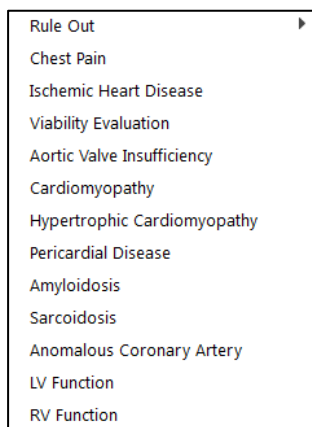 Rule Out
Chest Pain
Ischemic Heart Disease
Viability Evaluation
Aortic Valve Insufficiency
Cardiomyopathy
Hypertrophic Cardiomyopathy
Pericardial Disease
Amyloidosis
Sarcoidosis
Anomalous Coronary Artery
LV Function
RV Function